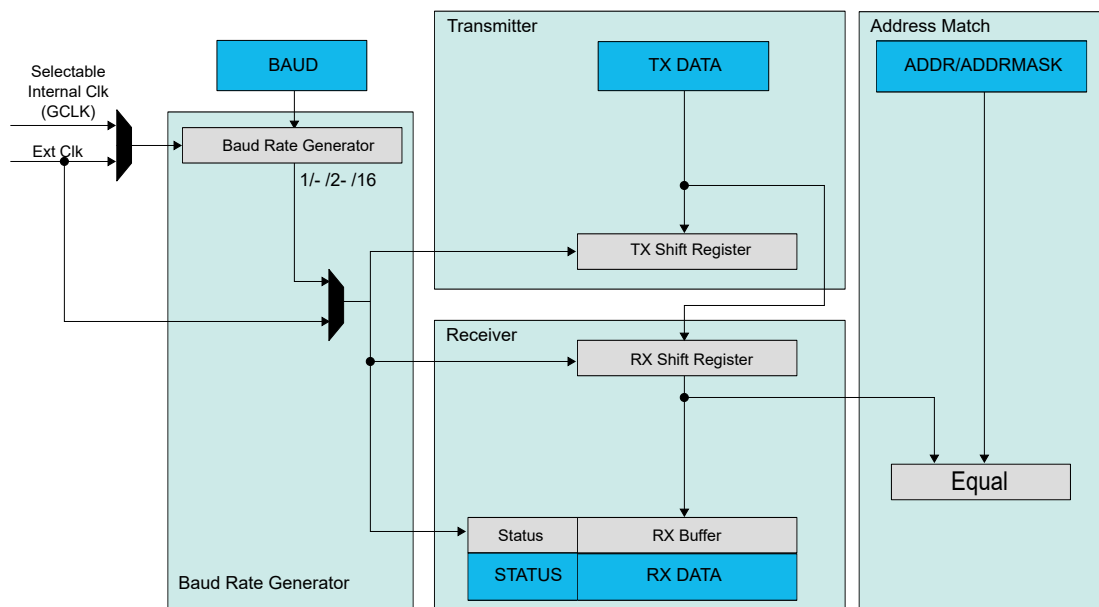 Transmitter
Address Match
BAUD
TX DATA
ADDR/ADDRMASK
Selectable
Internal Clk
(GCLK)
Ext Clk
Baud Rate Generator
1/- /2- /16
TX Shift Register
Receiver
RX Shift Register
Equal
Status
RX Buffer
STATUS
RX DATA
Baud Rate Generator